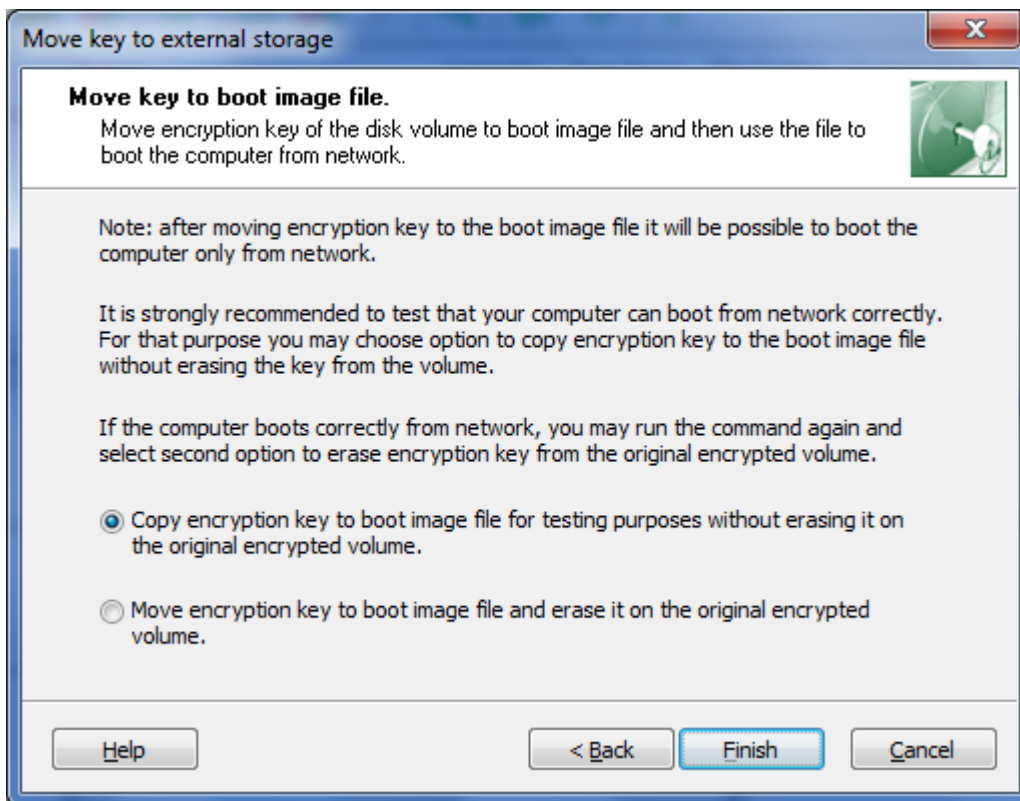 Move key to external storage
Move key to boot image file.
Move encryption key of the disk volume to boot image file and then use the file to
boot the computer from network.
Note: after moving encryption key to the boot image file it will be possible to boot the
computer only from network.
It is strongly recommended to test that your computer can boot from network correctly.
For that purpose you may choose option to copy encryption key to the boot image file
without erasing the key from the volume.
If the computer boots correctly from network, you may run the command again and
select second option to erase encryption key from the original encrypted volume.
Copy encryption key to boot image file for testing purposes without erasing it on
the original encrypted volume.
Move encryption key to boot image file and erase it on the original encrypted
volume.
Help
< Back
Finish
Cancel